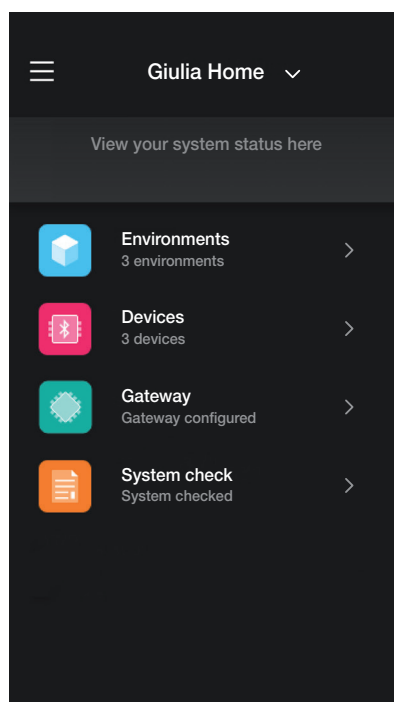 Giulia Home
View your system status here
Environments
3 environments
Devices
3 devices
Gateway
Gateway configured
System check
System checked